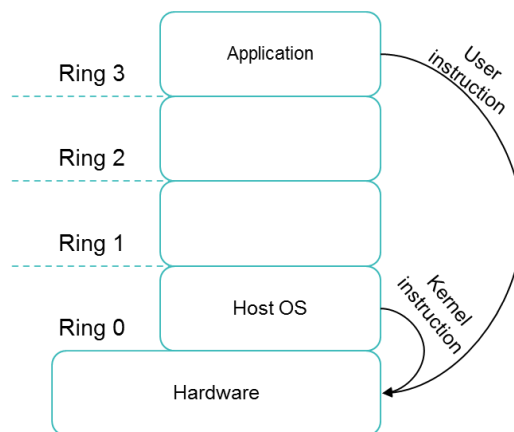 Application
User
instruction
Ring 3
Ring 2
Ring 1
Host OS
Kernel
instruction
Ring 0
Hardware